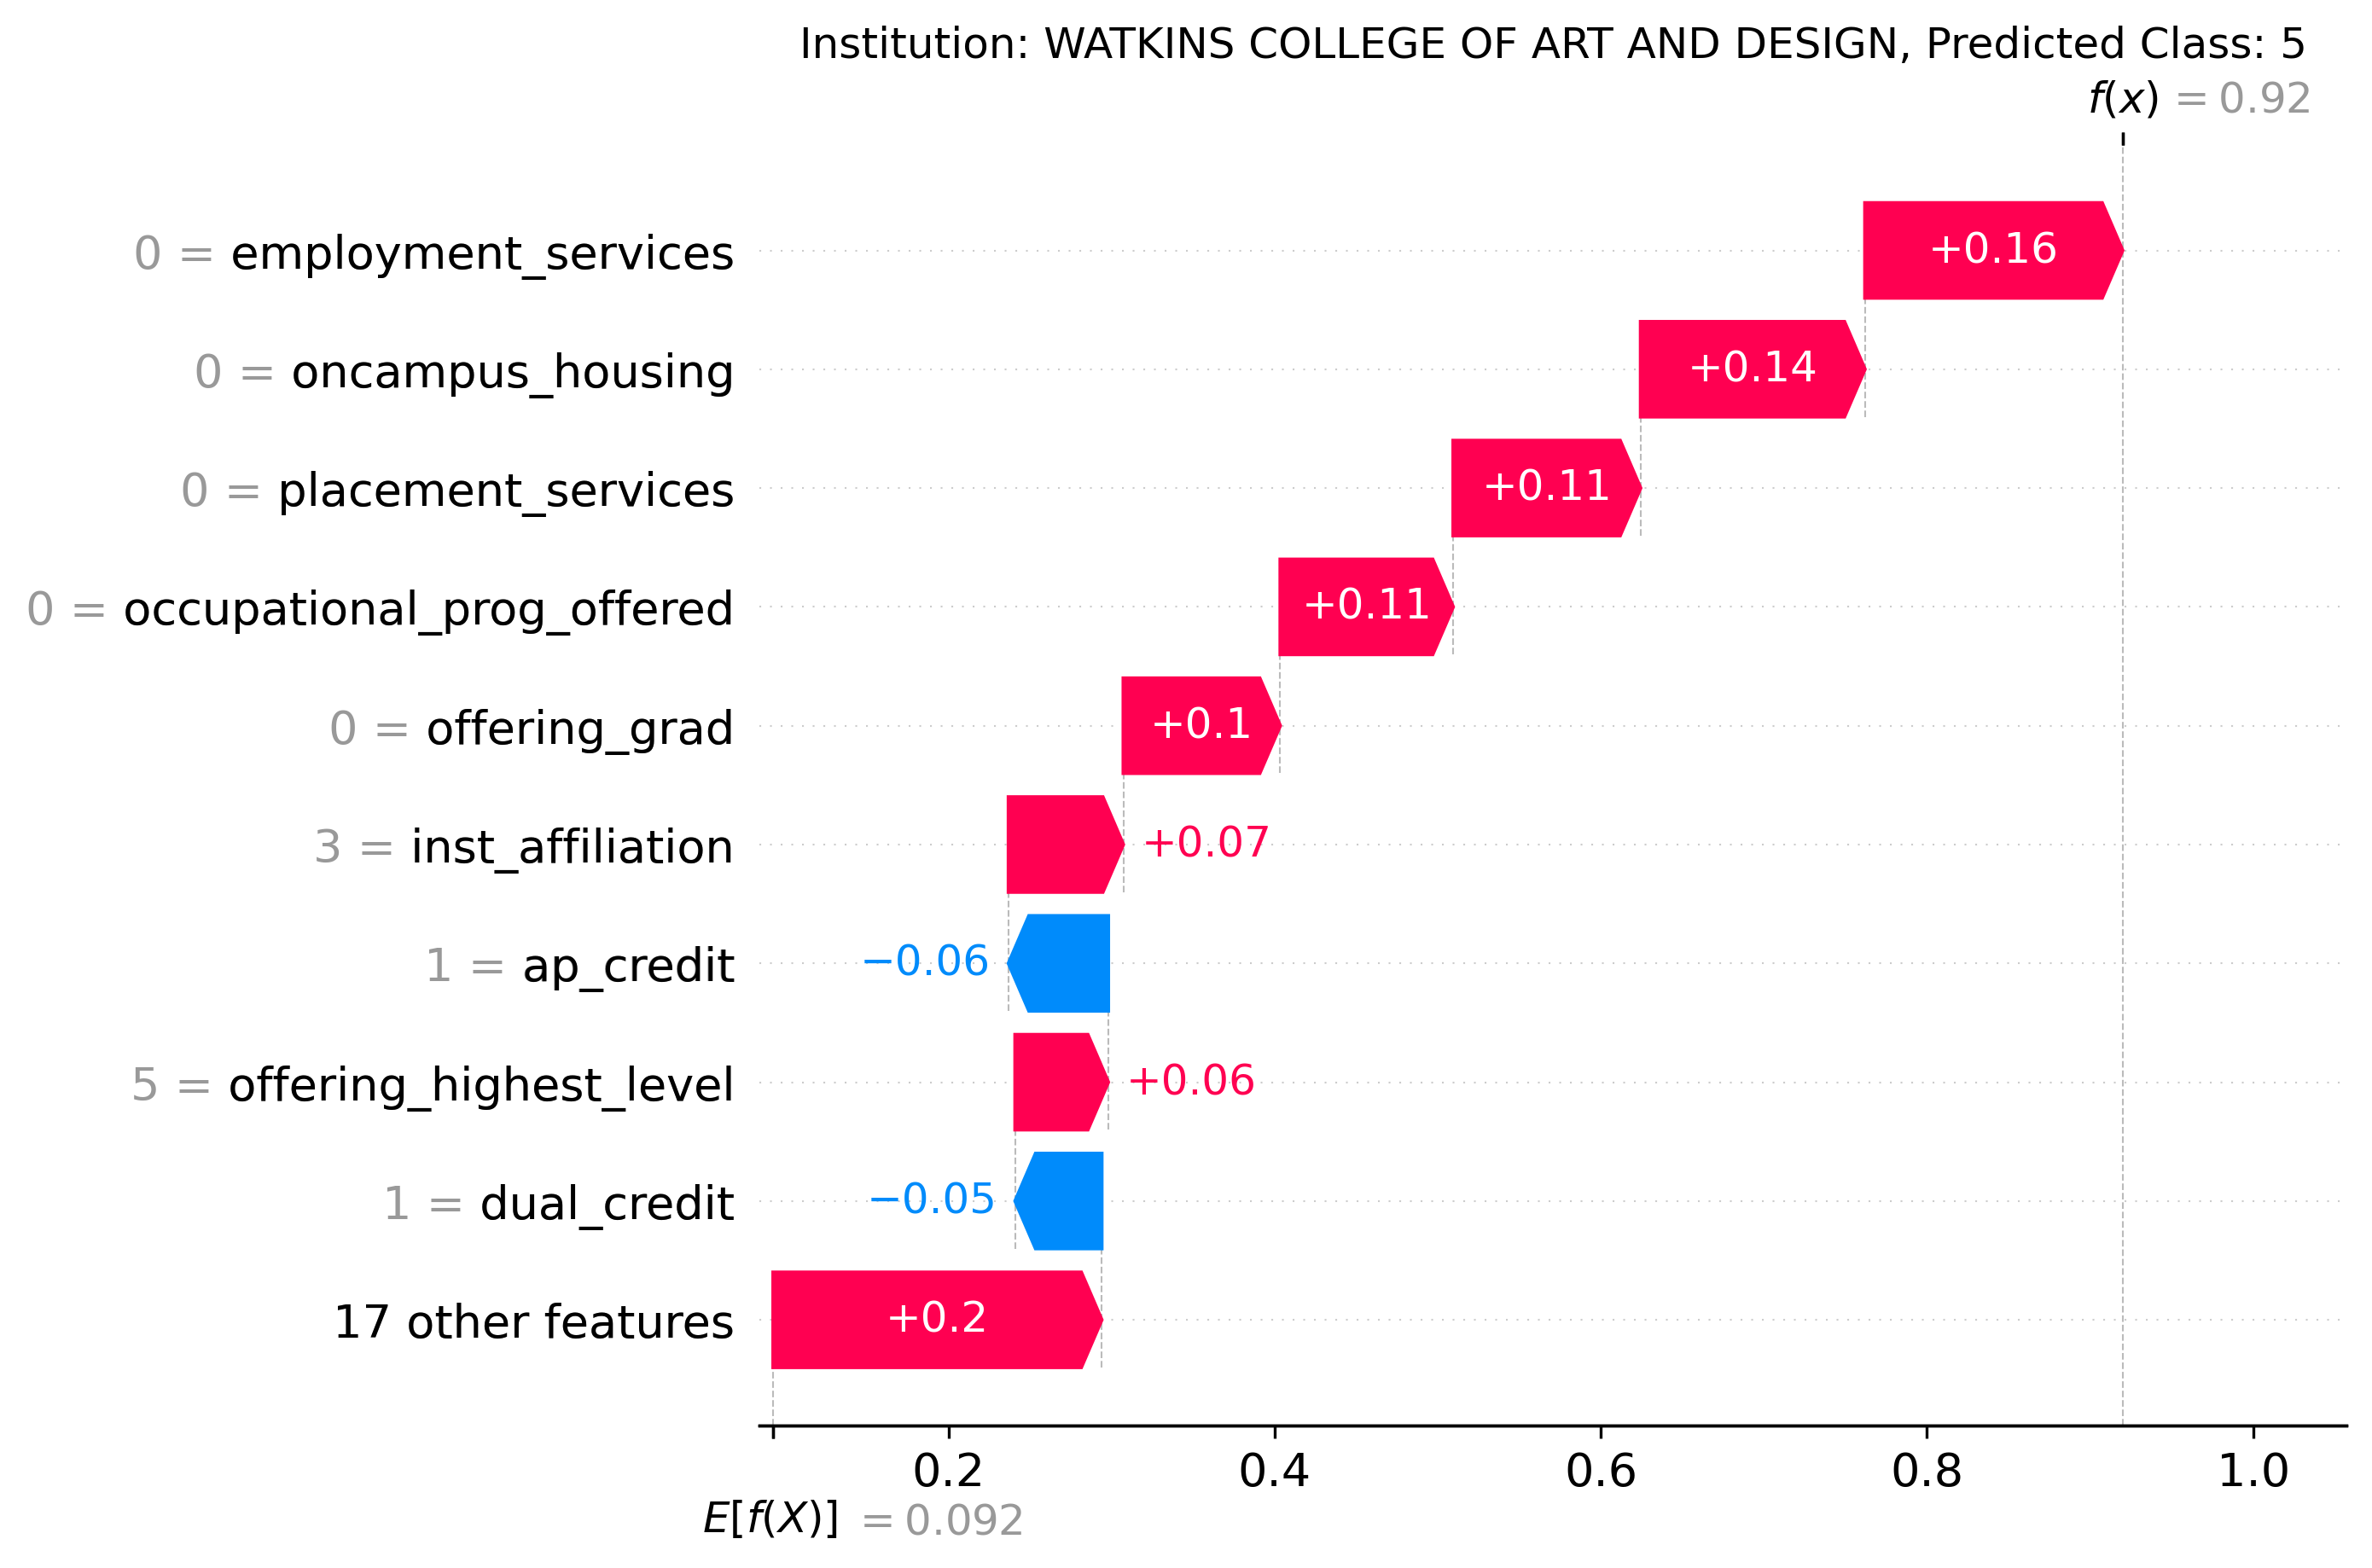 Institution: WATKINS COLLEGE OF ART AND DESIGN, Predicted Class: 5
f(x) = 0.92
0 = employment_services +0.16
0 = oncampus_housing +0.14
0 = placement_services +0.11
0 = occupational_prog_offered +0.11
0 = offering_grad +0.1
3 = inst_affiliation +0.07
1 = ap_credit −0.06
5 = offering_highest_level +0.06
1 = dual_credit −0.05
17 other features +0.2
0.2 0.4 0.6 0.8 1.0
E[f(X)] = 0.092